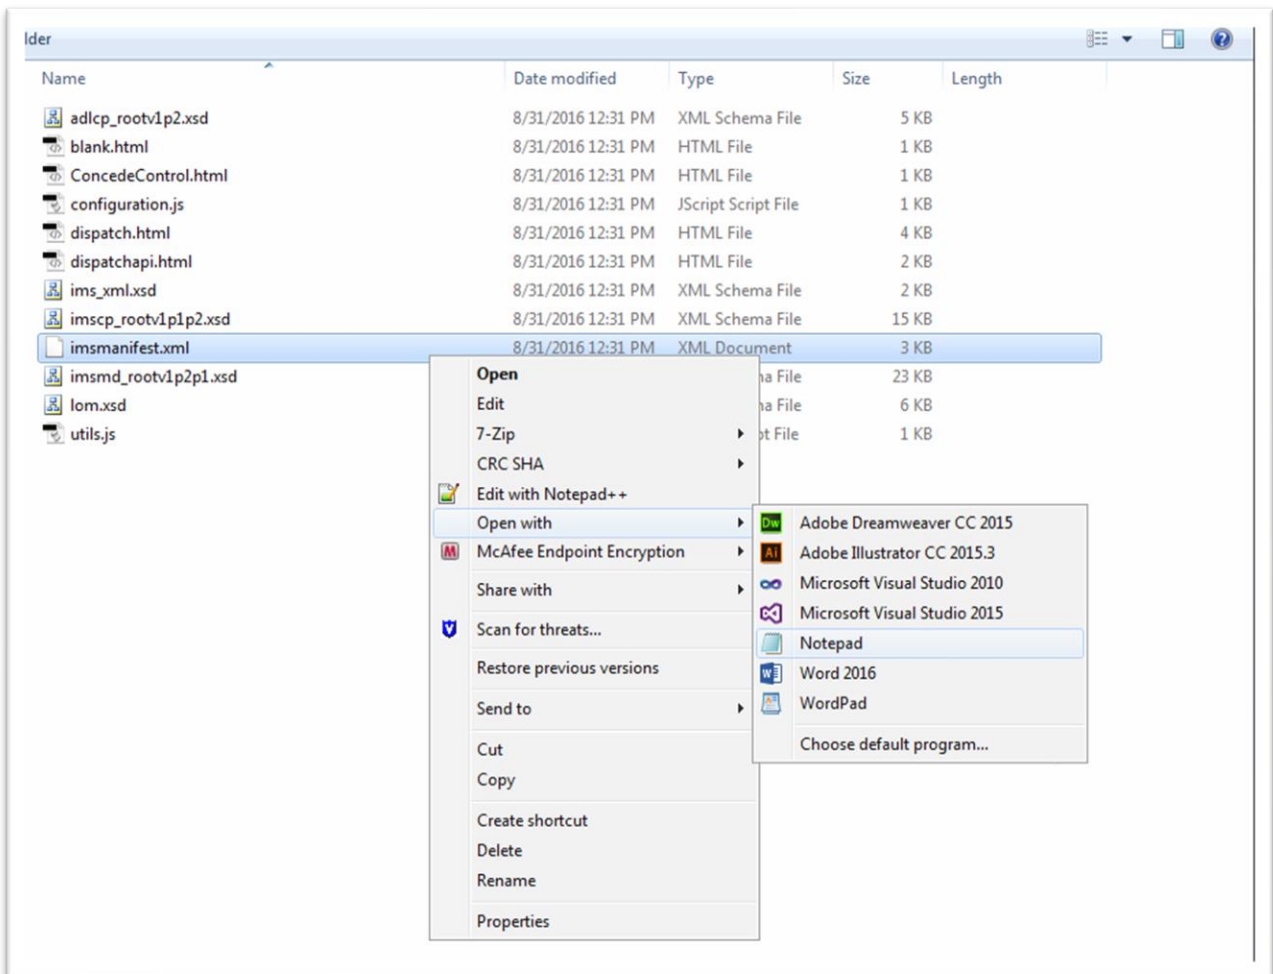 lder
Name Date modified Type Size Length
adlcp_rootv1p2.xsd 8/31/2016 12:31 PM XML Schema File 5 KB
blank.html 8/31/2016 12:31 PM HTML File 1 KB
ConcedeControl.html 8/31/2016 12:31 PM HTML File 1 KB
configuration.js 8/31/2016 12:31 PM JScript Script File 1 KB
dispatch.html 8/31/2016 12:31 PM HTML File 4 KB
dispatchapi.html 8/31/2016 12:31 PM HTML File 2 KB
ims_xml.xsd 8/31/2016 12:31 PM XML Schema File 2 KB
imscp_rootv1p1p2.xsd 8/31/2016 12:31 PM XML Schema File 15 KB
imsmanifest.xml 8/31/2016 12:31 PM XML Document 3 KB
imsmd_rootv1p2p1.xsd na File 23 KB
lom.xsd na File 6 KB
utils.js pt File 1 KB
Open
Edit
7-Zip
CRC SHA
Edit with Notepad++
Open with
McAfee Endpoint Encryption
Share with
Scan for threats...
Restore previous versions
Send to
Cut
Copy
Create shortcut
Delete
Rename
Properties
Dw Adobe Dreamweaver CC 2015
Ai Adobe Illustrator CC 2015.3
Microsoft Visual Studio 2010
Microsoft Visual Studio 2015
Notepad
Word 2016
WordPad
Choose default program...